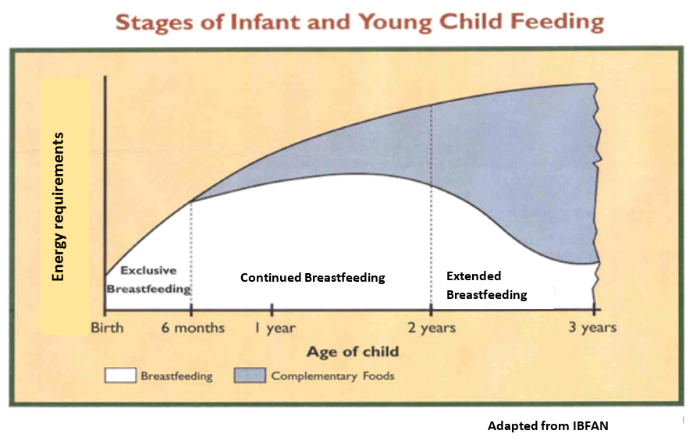 Stages of Infant and Young Child Feeding
Energy requirements
Exclusive
Breastfeeding
Continued Breastfeeding
Extended
Breastfeeding
Birth 6 months 1 year 2 years 3 years
Age of child
Breastfeeding Complementary Foods
Adapted from IBFAN